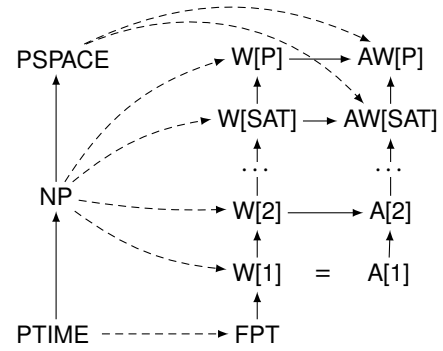 PSPACE W[P] AW[P]
W[SAT] AW[SAT]
... ...
NP W[2] A[2]
W[1] = A[1]
PTIME FPT